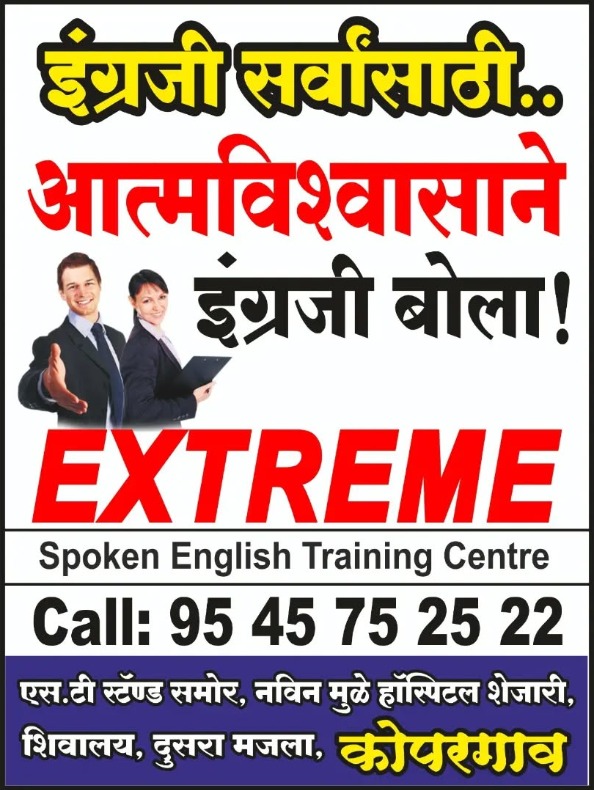 इंग्रजी सर्वांसाठी..
आत्मविश्वासाने
इंग्रजी बोला!
EXTREME
Spoken English Training Centre
Call: 95 45 75 25 22
एस.टी स्टॅण्ड समोर, नविन मुळे हॉस्पिटल शेजारी,
शिवालय, दुसरा मजला, कोपरगाव